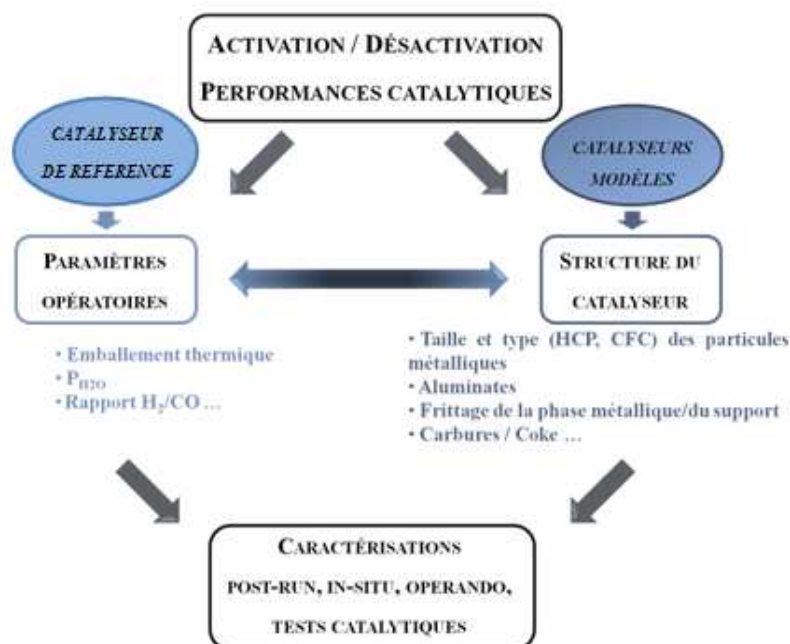 ACTIVATION / DÉSACTIVATION
PERFORMANCES CATALYTIQUES
CATALYSEUR
DE REFERENCE
CATALYSEURS
MODÈLES
PARAMÈTRES
OPÉRATOIRES
STRUCTURE DU
CATALYSEUR
• Emballement thermique
• P_H2O
• Rapport H₂/CO ...
• Taille et type (HCP, CFC) des particules
métalliques
• Aluminates
• Frittage de la phase métallique/du support
• Carbures / Coke ...
CARACTÉRISATIONS
POST-RUN, IN-SITU, OPERANDO,
TESTS CATALYTIQUES